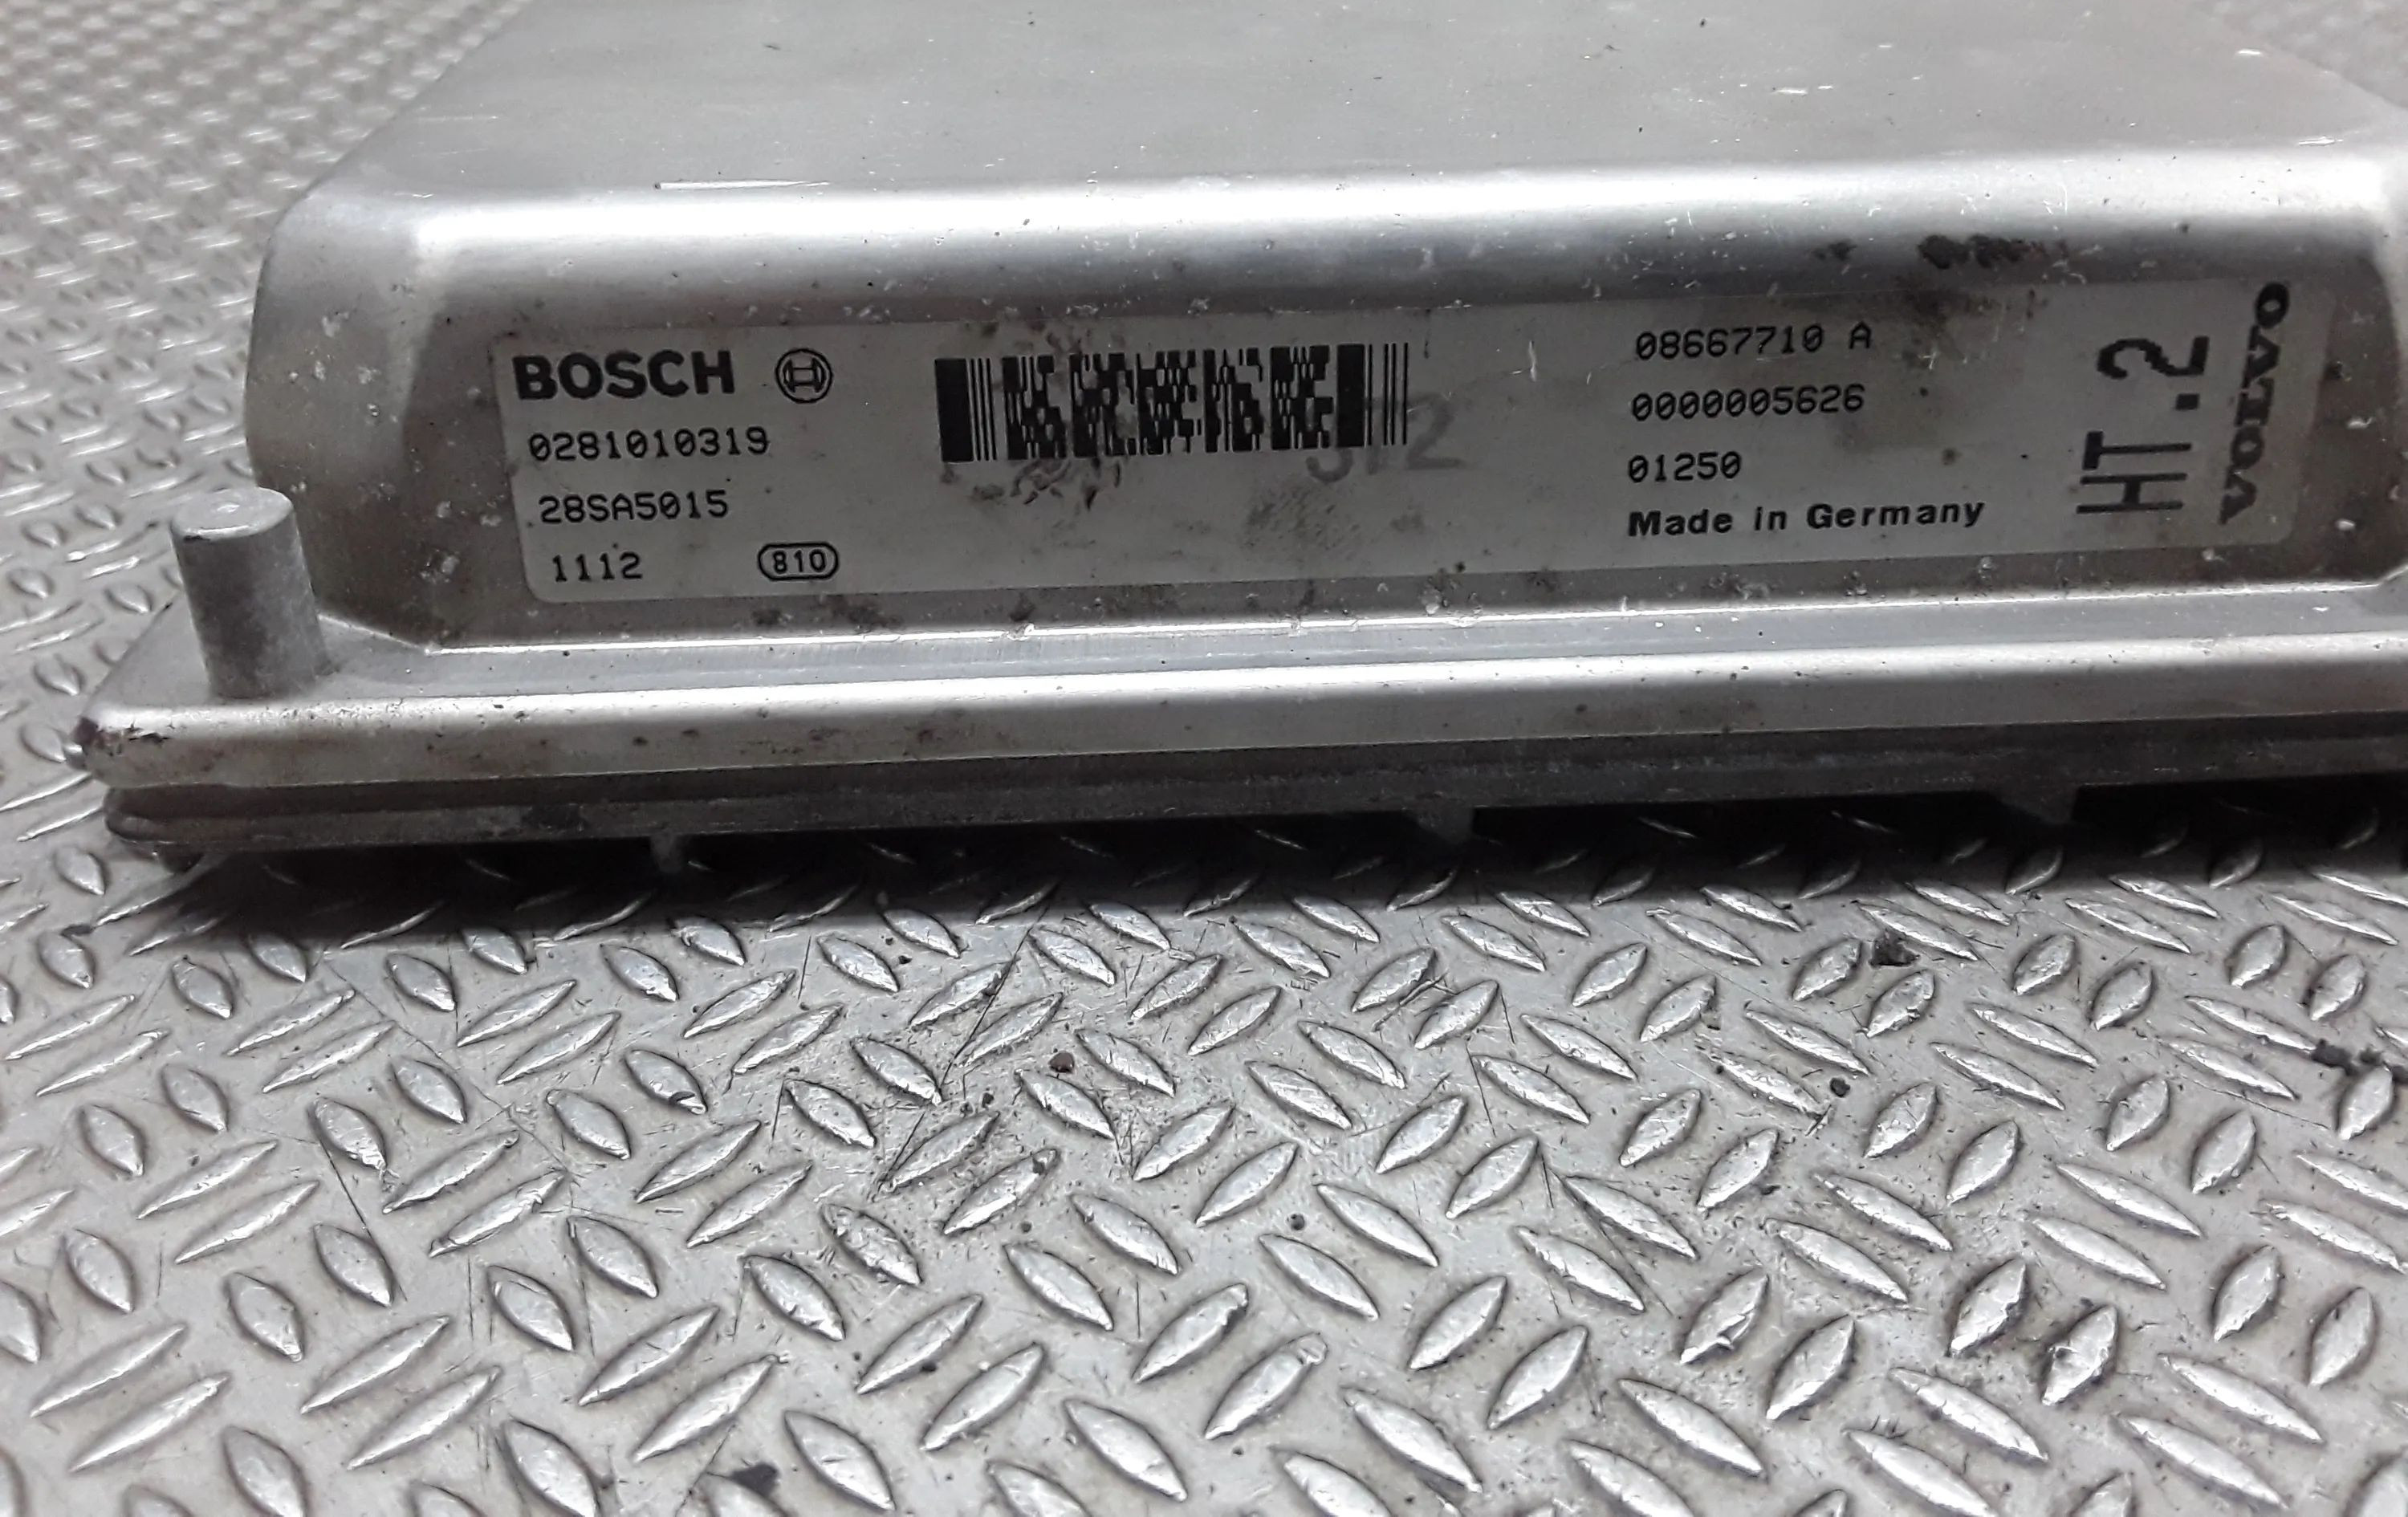 BOSCH
0281010319
28SA5015
1112 810
08667710 A
0000005626
01250
Made in Germany
HT.2
VOLVO